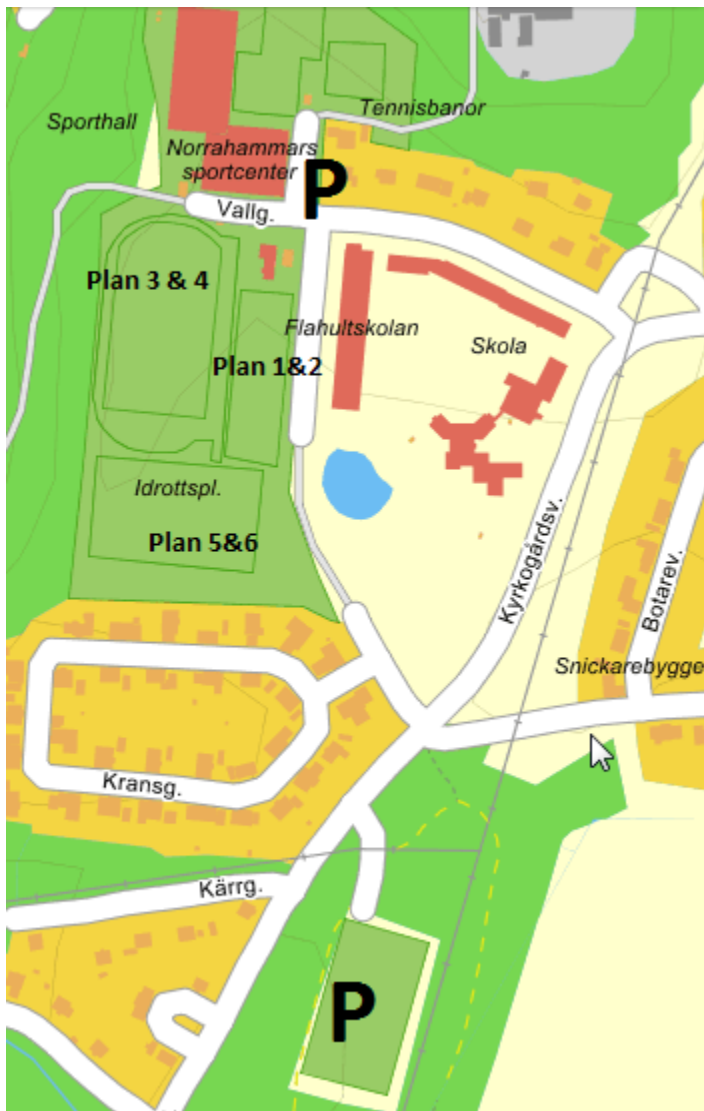 Sporthall
Tennisbanor
Norrahammars
sportcenter
P
Vallg.
Plan 3 & 4
Flahultskolan
Skola
Plan 1&2
Idrottspl.
Plan 5&6
Kyrkogårdsv.
Botarev.
Snickarebygge
Kransg.
Kärrg.
P